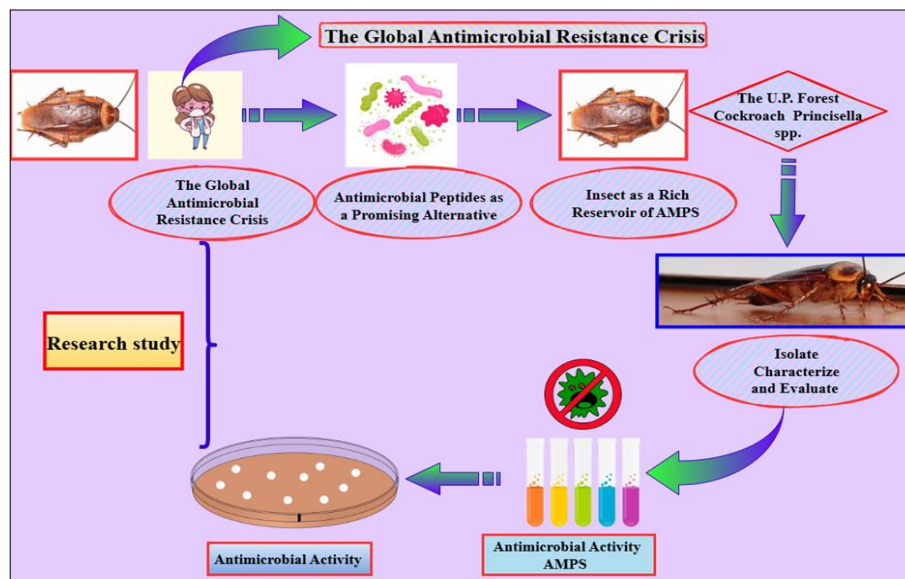 The Global Antimicrobial Resistance Crisis
The U.P. Forest
Cockroach Princisella
spp.
The Global
Antimicrobial
Resistance Crisis
Antimicrobial Peptides as
a Promising Alternative
Insect as a Rich
Reservoir of AMPS
Research study
Isolate
Characterize
and Evaluate
Antimicrobial Activity
Antimicrobial Activity
AMPS